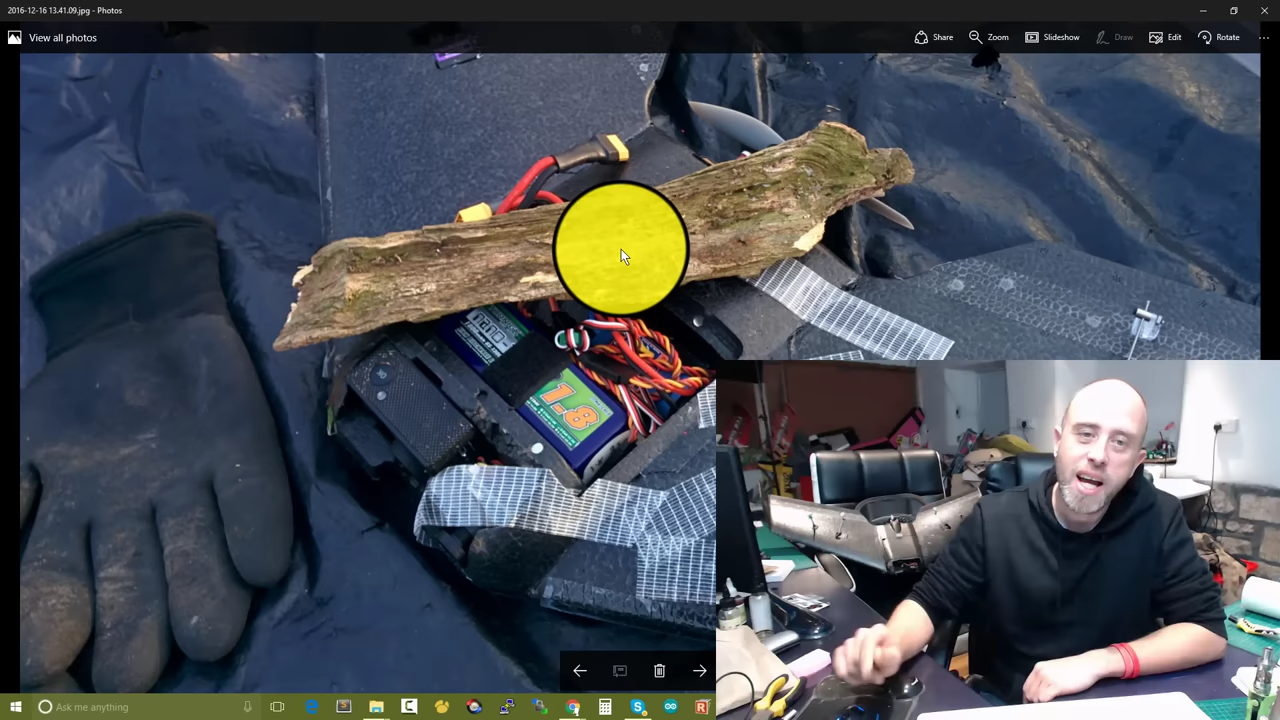 2016-12-16 13.41.09.jpg - Photos
View all photos
Share
Zoom
Slideshow
Draw
Edit
Rotate
1.8
Ask me anything